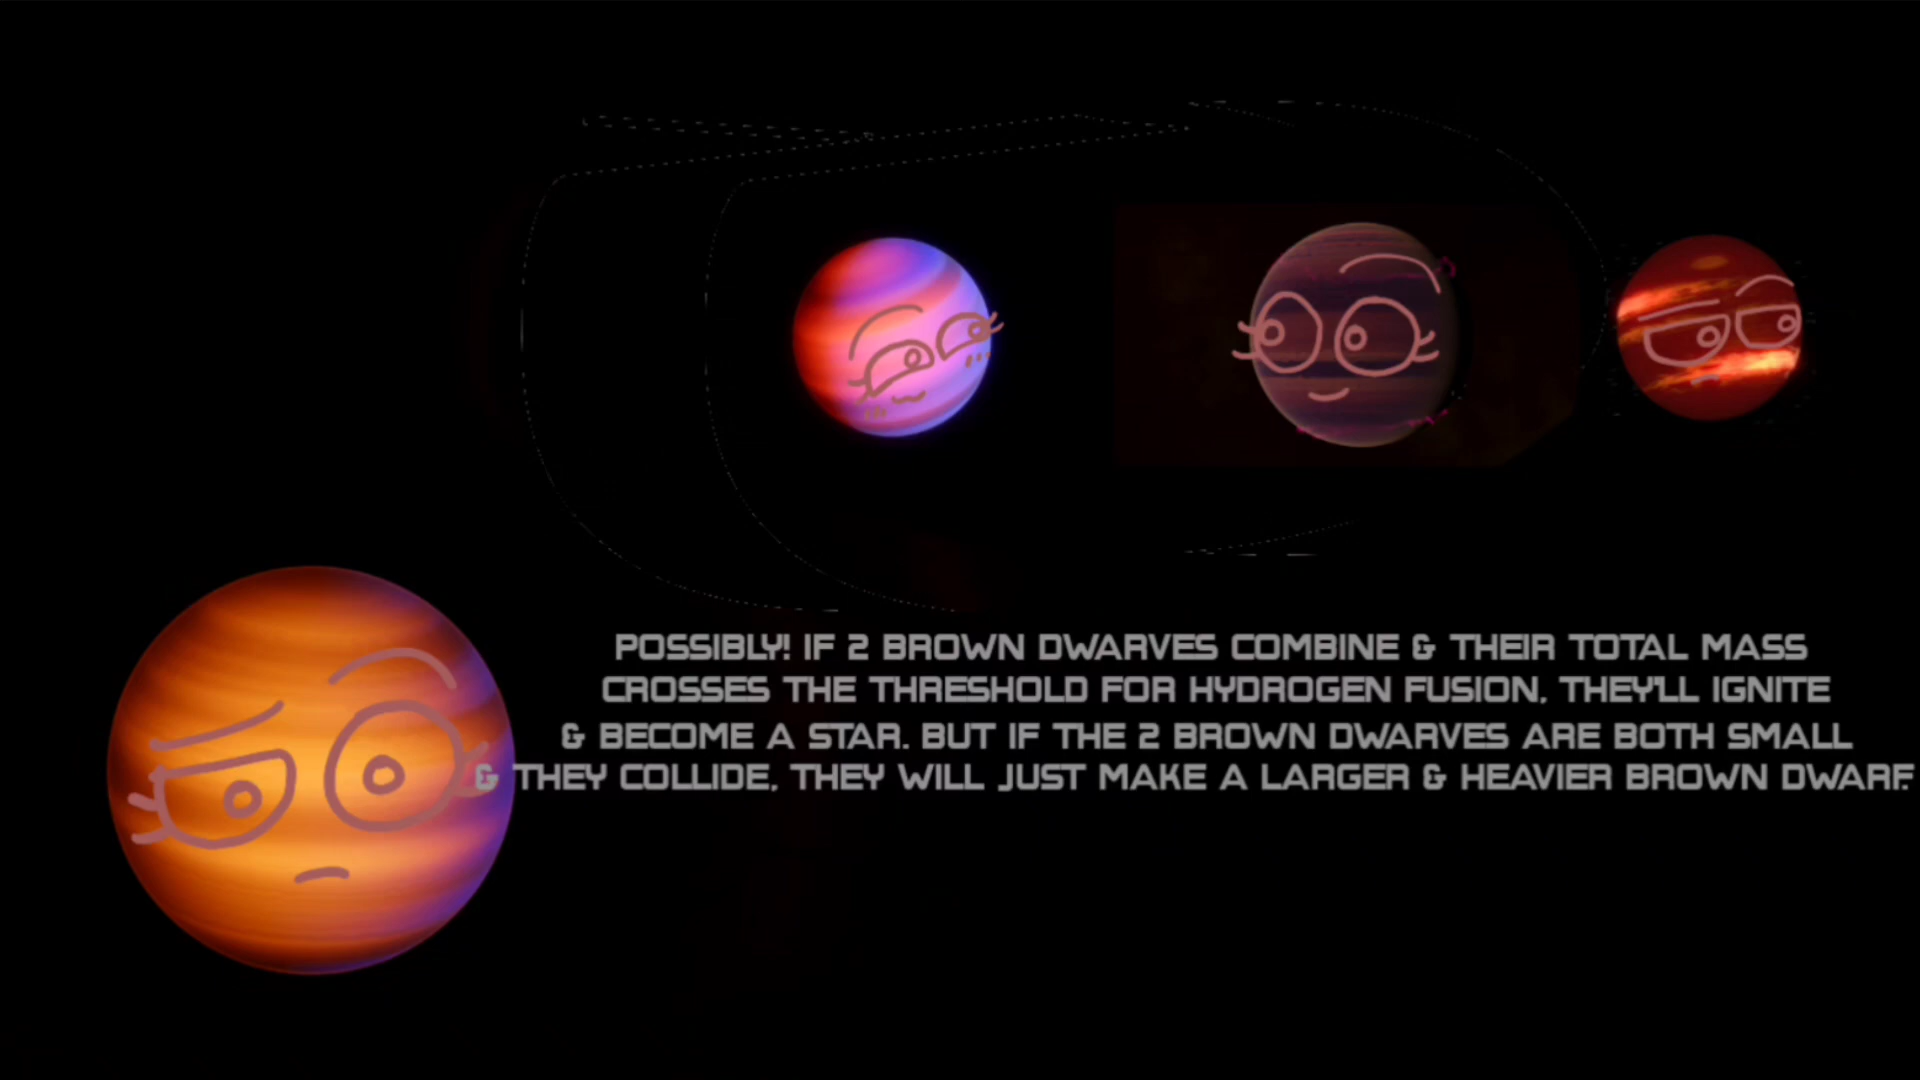 POSSIBLY! IF 2 BROWN DWARVES COMBINE & THEIR TOTAL MASS
CROSSES THE THRESHOLD FOR HYDROGEN FUSION, THEY'LL IGNITE
& BECOME A STAR. BUT IF THE 2 BROWN DWARVES ARE BOTH SMALL
& THEY COLLIDE, THEY WILL JUST MAKE A LARGER & HEAVIER BROWN DWARF.